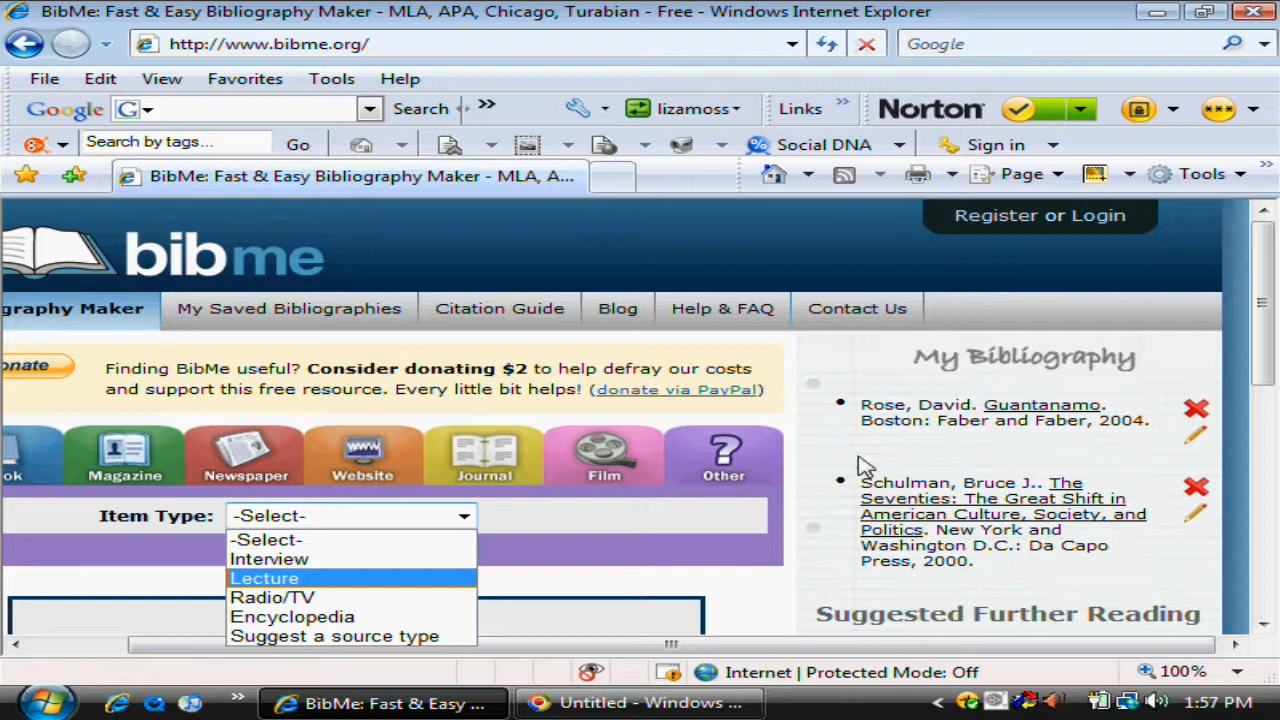 BibMe: Fast & Easy Bibliography Maker - MLA, APA, Chicago, Turabian - Free - Windows Internet Explorer
http://www.bibme.org/
Google
File Edit View Favorites Tools Help
Google G Search » lizamoss Links » Norton
Search by tags... Go Social DNA Sign in
BibMe: Fast & Easy Bibliography Maker - MLA, A... Page Tools »
Register or Login
bibme
graphy Maker My Saved Bibliographies Citation Guide Blog Help & FAQ Contact Us
onate
Finding BibMe useful? Consider donating $2 to help defray our costs
and support this free resource. Every little bit helps! (donate via PayPal)
ok Magazine Newspaper Website Journal Film Other
Item Type: -Select-
-Select-
Interview
Lecture
Radio/TV
Encyclopedia
Suggest a source type
My Bibliography
Rose, David. Guantanamo.
Boston: Faber and Faber, 2004.
Schulman, Bruce J.. The
Seventies: The Great Shift in
American Culture, Society, and
Politics. New York and
Washington D.C.: Da Capo
Press, 2000.
Suggested Further Reading
Internet | Protected Mode: Off 100%
» BibMe: Fast & Easy ... Untitled - Windows ... < 1:57 PM